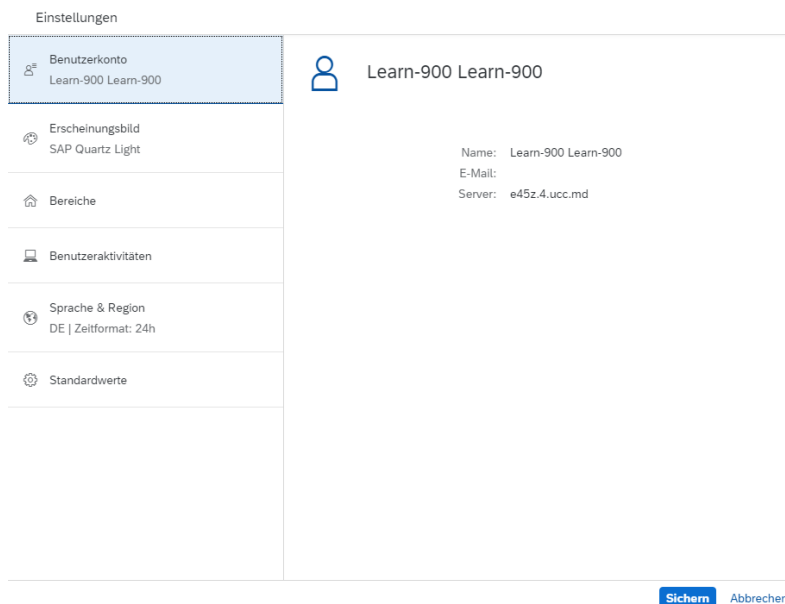 Einstellungen
Benutzerkonto
Learn-900 Learn-900
Erscheinungsbild
SAP Quartz Light
Bereiche
Benutzeraktivitäten
Sprache & Region
DE | Zeitformat: 24h
Standardwerte
Learn-900 Learn-900
Name: Learn-900 Learn-900
E-Mail:
Server: e45z.4.ucc.md
Sichern Abbrechen